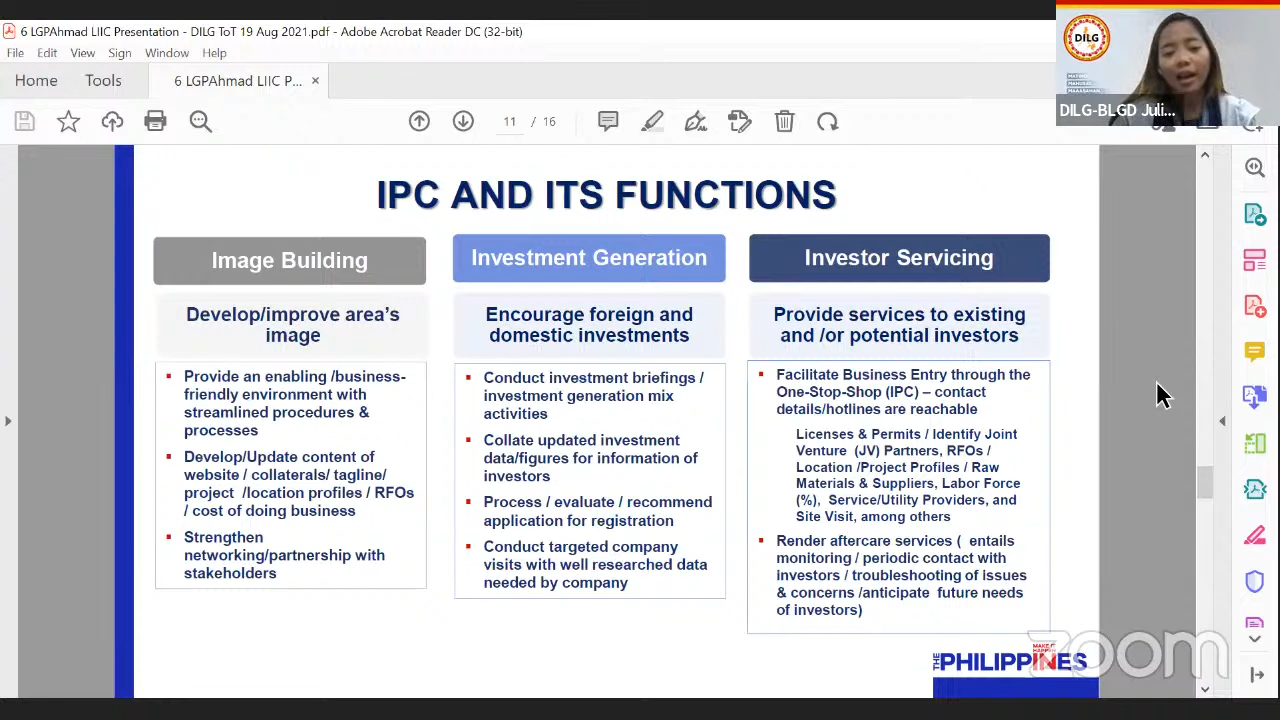 6 LGPAhmad LIIC Presentation - DILG ToT 19 Aug 2021.pdf - Adobe Acrobat Reader DC (32-bit)
File Edit View Sign Window Help
Home Tools 6 LGPAhmad LIIC P... ×
11 / 16
DILG
DILG-BLGD Juli...
IPC AND ITS FUNCTIONS
Image Building
Develop/improve area's
image
Provide an enabling /business-
friendly environment with
streamlined procedures &
processes
Develop/Update content of
website / collaterals/ tagline/
project /location profiles / RFOs
/ cost of doing business
Strengthen
networking/partnership with
stakeholders
Investment Generation
Encourage foreign and
domestic investments
Conduct investment briefings /
investment generation mix
activities
Collate updated investment
data/figures for information of
investors
Process / evaluate / recommend
application for registration
Conduct targeted company
visits with well researched data
needed by company
Investor Servicing
Provide services to existing
and /or potential investors
Facilitate Business Entry through the
One-Stop-Shop (IPC) – contact
details/hotlines are reachable
Licenses & Permits / Identify Joint
Venture (JV) Partners, RFOs /
Location /Project Profiles / Raw
Materials & Suppliers, Labor Force
(%), Service/Utility Providers, and
Site Visit, among others
Render aftercare services ( entails
monitoring / periodic contact with
investors / troubleshooting of issues
& concerns /anticipate future needs
of investors)
MAKE IT
HAPPEN
THE PHILIPPINES
zoom